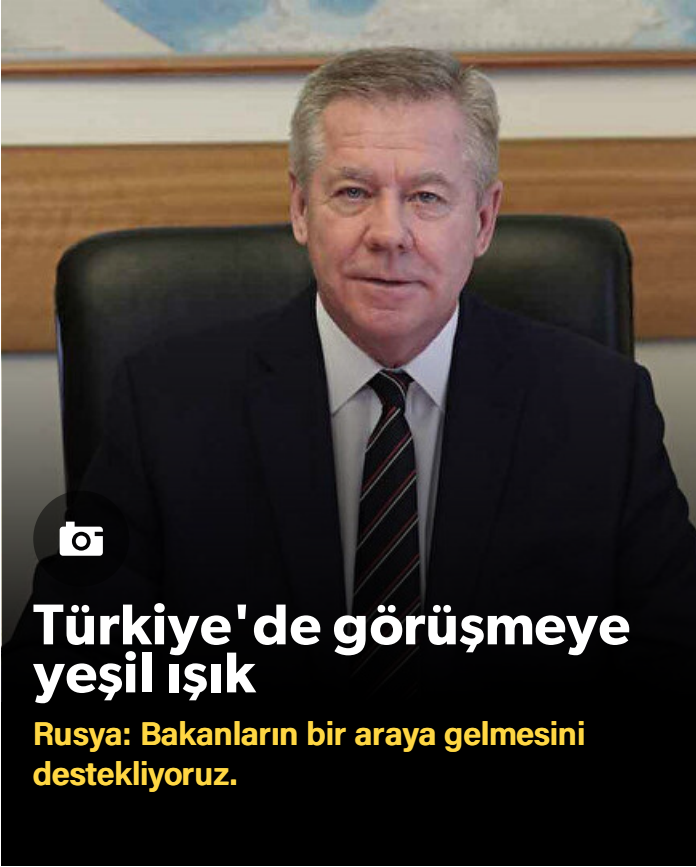 Türkiye'de görüşmeye
yeşil ışık
Rusya: Bakanların bir araya gelmesini
destekliyoruz.